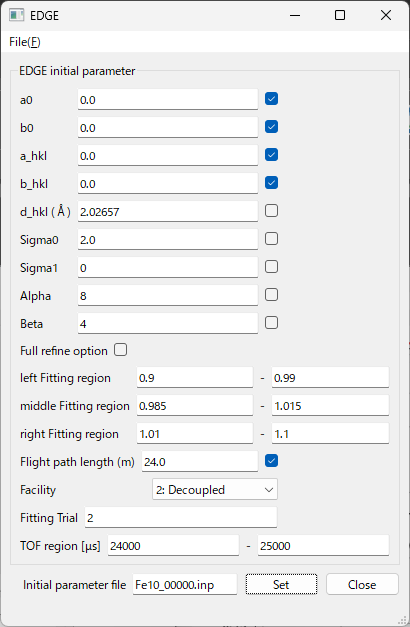 EDGE
File(F)
EDGE initial parameter
a0 0.0
b0 0.0
a_hkl 0.0
b_hkl 0.0
d_hkl (Å) 2.02657
Sigma0 2.0
Sigma1 0
Alpha 8
Beta 4
Full refine option
left Fitting region 0.9 - 0.99
middle Fitting region 0.985 - 1.015
right Fitting region 1.01 - 1.1
Flight path length (m) 24.0
Facility 2: Decoupled
Fitting Trial 2
TOF region [µs] 24000 - 25000
Initial parameter file Fe10_00000.inp Set Close